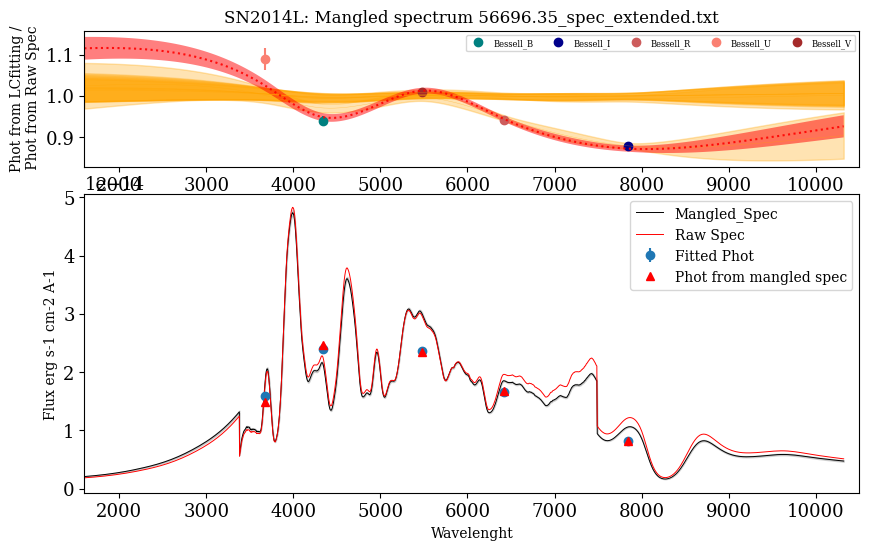 SN2014L: Mangled spectrum 56696.35_spec_extended.txt
Phot from LCfitting /
Phot from Raw Spec
1.1
1.0
0.9
Bessell_B
Bessell_I
Bessell_R
Bessell_U
Bessell_V
2000 3000 4000 5000 6000 7000 8000 9000 10000
Flux erg s-1 cm-2 A-1
5
4
3
2
1
0
Mangled_Spec
Raw Spec
Fitted Phot
Phot from mangled spec
2000 3000 4000 5000 6000 7000 8000 9000 10000
Wavelenght